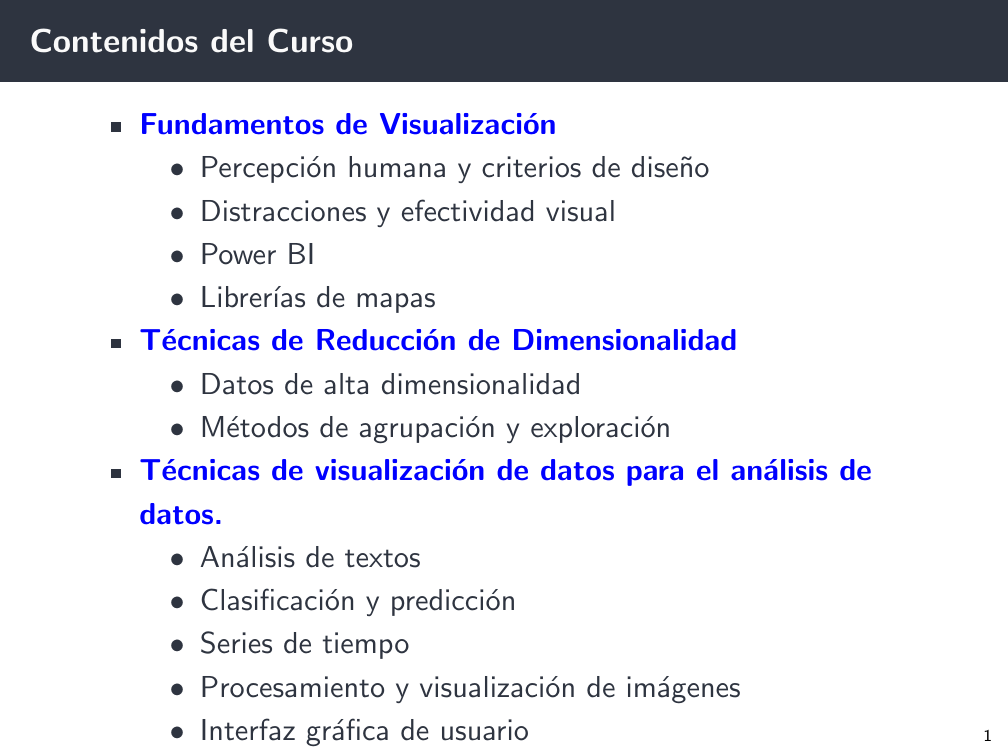 Contenidos del Curso
Fundamentos de Visualización
• Percepción humana y criterios de diseño
• Distracciones y efectividad visual
• Power BI
• Librerías de mapas
Técnicas de Reducción de Dimensionalidad
• Datos de alta dimensionalidad
• Métodos de agrupación y exploración
Técnicas de visualización de datos para el análisis de
datos.
• Análisis de textos
• Clasificación y predicción
• Series de tiempo
• Procesamiento y visualización de imágenes
• Interfaz gráfica de usuario
1